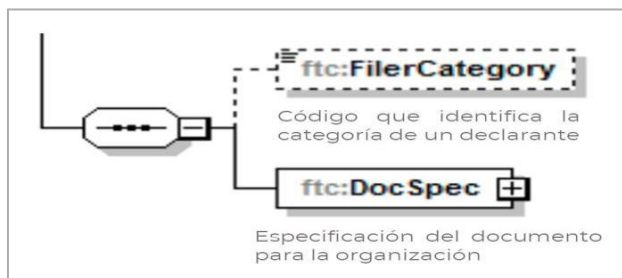 ftc:FilerCategory
Código que identifica la
categoría de un declarante
ftc:DocSpec
Especificación del documento
para la organización